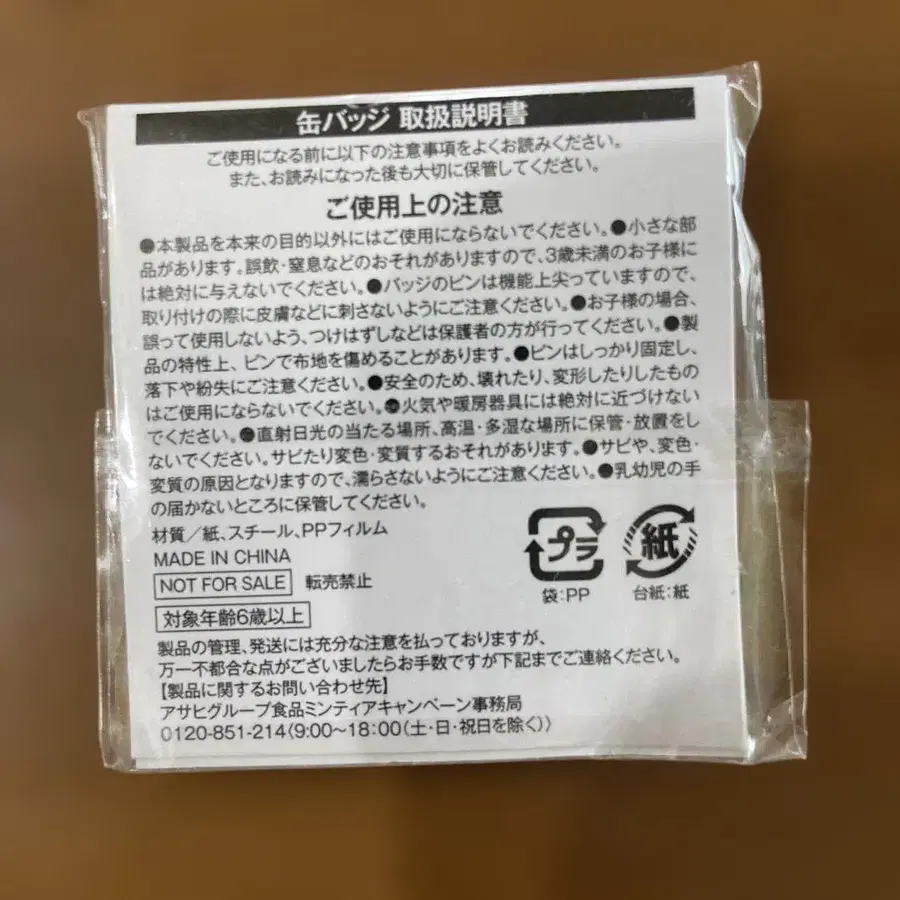 缶バッジ 取扱説明書
ご使用になる前に以下の注意事項をよくお読みください。
また、お読みになった後も大切に保管してください。
ご使用上の注意
●本製品を本来の目的以外にはご使用にならないでください。●小さな部
品があります。誤飲・窒息などのおそれがありますので、3歳未満のお子様に
は絶対に与えないでください。●バッジのピンは機能上尖っていますので、
取り付けの際に皮膚などに刺さないようにご注意ください。●お子様の場合、
誤って使用しないよう、つけはずしなどは保護者の方が行ってください。●製
品の特性上、ピンで布地を傷めることがあります。●ピンはしっかり固定し、
落下や紛失にご注意ください。●安全のため、壊れたり、変形したりしたもの
はご使用にならないでください。●火気や暖房器具には絶対に近づけない
でください。●直射日光の当たる場所、高温・多湿な場所に保管・放置をし
ないでください。サビたり変色・変質するおそれがあります。●サビや、変色・
変質の原因となりますので、濡らさないようにご注意ください。●乳幼児の手
の届かないところに保管してください。
材質／紙、スチール、PPフィルム
MADE IN CHINA
NOT FOR SALE 転売禁止
対象年齢6歳以上
プラ
袋:PP
紙
台紙:紙
製品の管理、発送には充分な注意を払っておりますが、
万一不都合な点がございましたらお手数ですが下記までご連絡ください。
【製品に関するお問い合わせ先】
アサヒグループ食品ミンティアキャンペーン事務局
0120-851-214(9:00~18:00(土・日・祝日を除く))